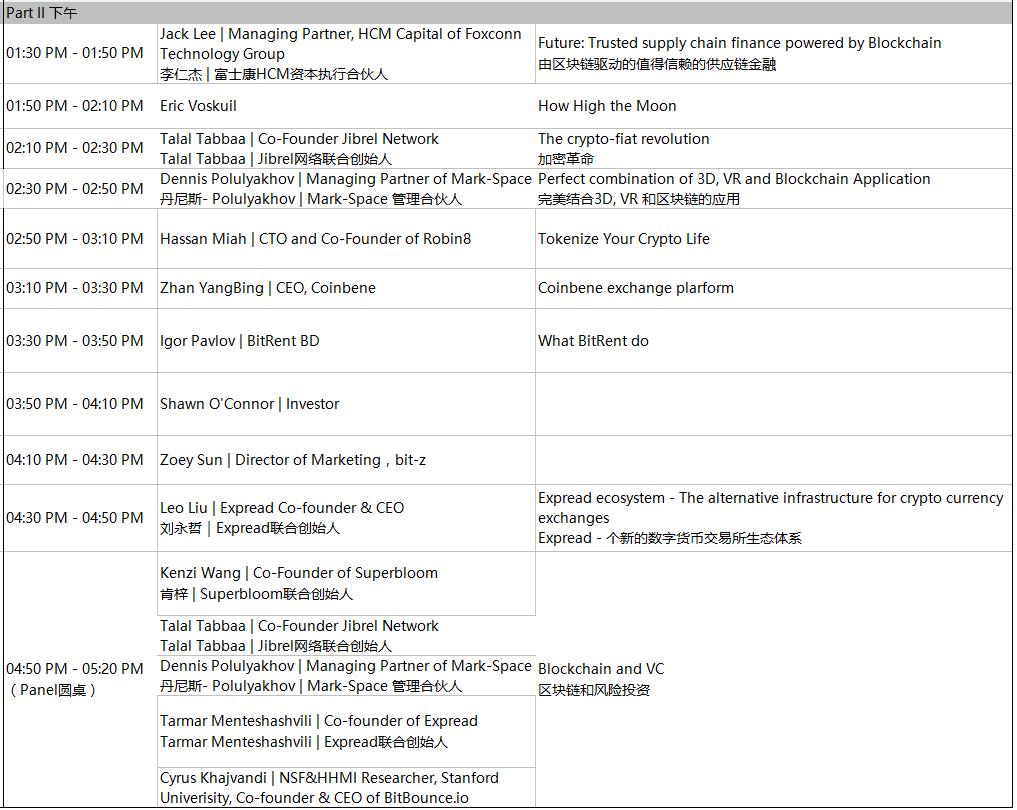 Part II 下午
01:30 PM - 01:50 PM
Jack Lee | Managing Partner, HCM Capital of Foxconn
Technology Group
李仁杰 | 富士康HCM资本执行合伙人
Future: Trusted supply chain finance powered by Blockchain
由区块链驱动的值得信赖的供应链金融
01:50 PM - 02:10 PM
Eric Voskuil
How High the Moon
02:10 PM - 02:30 PM
Talal Tabbaa | Co-Founder Jibrel Network
Talal Tabbaa | Jibrel网络联合创始人
The crypto-fiat revolution
加密革命
02:30 PM - 02:50 PM
Dennis Polulyakhov | Managing Partner of Mark-Space
丹尼斯- Polulyakhov | Mark-Space 管理合伙人
Perfect combination of 3D, VR and Blockchain Application
完美结合3D, VR 和区块链的应用
02:50 PM - 03:10 PM
Hassan Miah | CTO and Co-Founder of Robin8
Tokenize Your Crypto Life
03:10 PM - 03:30 PM
Zhan YangBing | CEO, Coinbene
Coinbene exchange plarform
03:30 PM - 03:50 PM
Igor Pavlov | BitRent BD
What BitRent do
03:50 PM - 04:10 PM
Shawn O'Connor | Investor
04:10 PM - 04:30 PM
Zoey Sun | Director of Marketing，bit-z
04:30 PM - 04:50 PM
Leo Liu | Expread Co-founder & CEO
刘永哲 | Expread联合创始人
Expread ecosystem - The alternative infrastructure for crypto currency
exchanges
Expread - 个新的数字货币交易所生态体系
04:50 PM - 05:20 PM
（Panel圆桌）
Kenzi Wang | Co-Founder of Superbloom
肯梓 | Superbloom联合创始人
Talal Tabbaa | Co-Founder Jibrel Network
Talal Tabbaa | Jibrel网络联合创始人
Dennis Polulyakhov | Managing Partner of Mark-Space
丹尼斯- Polulyakhov | Mark-Space 管理合伙人
Tarmar Menteshashvili | Co-founder of Expread
Tarmar Menteshashvili | Expread联合创始人
Cyrus Khajvandi | NSF&HHMI Researcher, Stanford
Univerisity, Co-founder & CEO of BitBounce.io
Blockchain and VC
区块链和风险投资